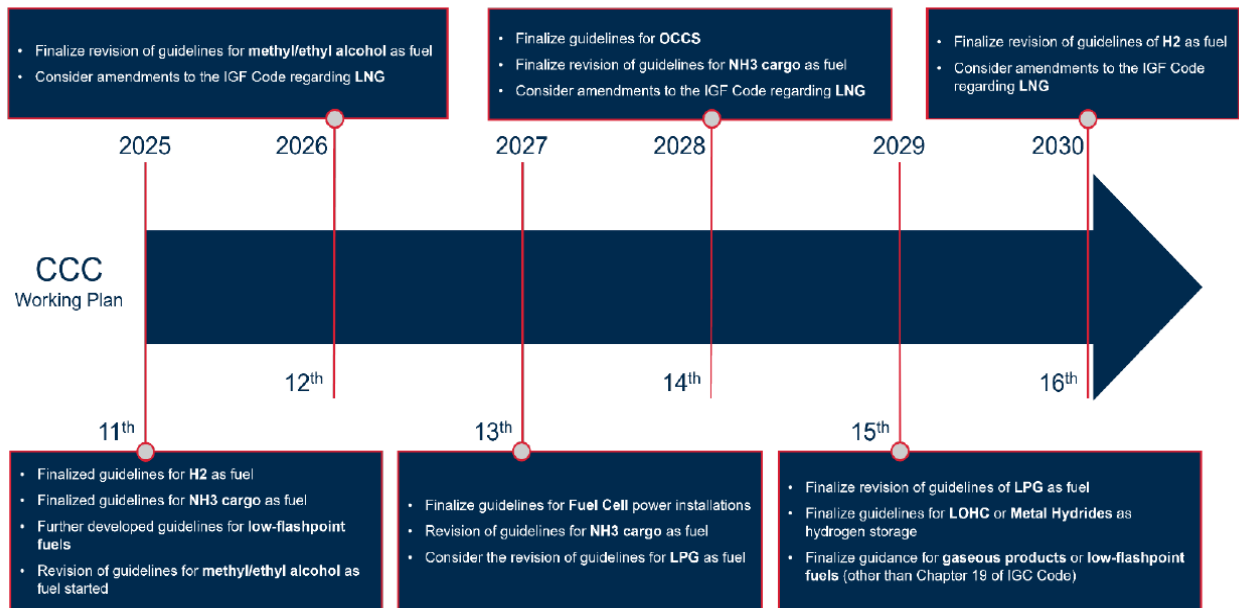 • Finalize revision of guidelines for methyl/ethyl alcohol as fuel
• Consider amendments to the IGF Code regarding LNG
• Finalize guidelines for OCCS
• Finalize revision of guidelines for NH3 cargo as fuel
• Consider amendments to the IGF Code regarding LNG
• Finalize revision of guidelines of H2 as fuel
• Consider amendments to the IGF Code
regarding LNG
2025
2026
2027
2028
2029
2030
CCC
Working Plan
12th
14th
16th
11th
13th
15th
• Finalized guidelines for H2 as fuel
• Finalized guidelines for NH3 cargo as fuel
• Further developed guidelines for low-flashpoint
fuels
• Revision of guidelines for methyl/ethyl alcohol as
fuel started
• Finalize guidelines for Fuel Cell power installations
• Revision of guidelines for NH3 cargo as fuel
• Consider the revision of guidelines for LPG as fuel
• Finalize revision of guidelines of LPG as fuel
• Finalize guidelines for LOHC or Metal Hydrides as
hydrogen storage
• Finalize guidance for gaseous products or low-flashpoint
fuels (other than Chapter 19 of IGC Code)